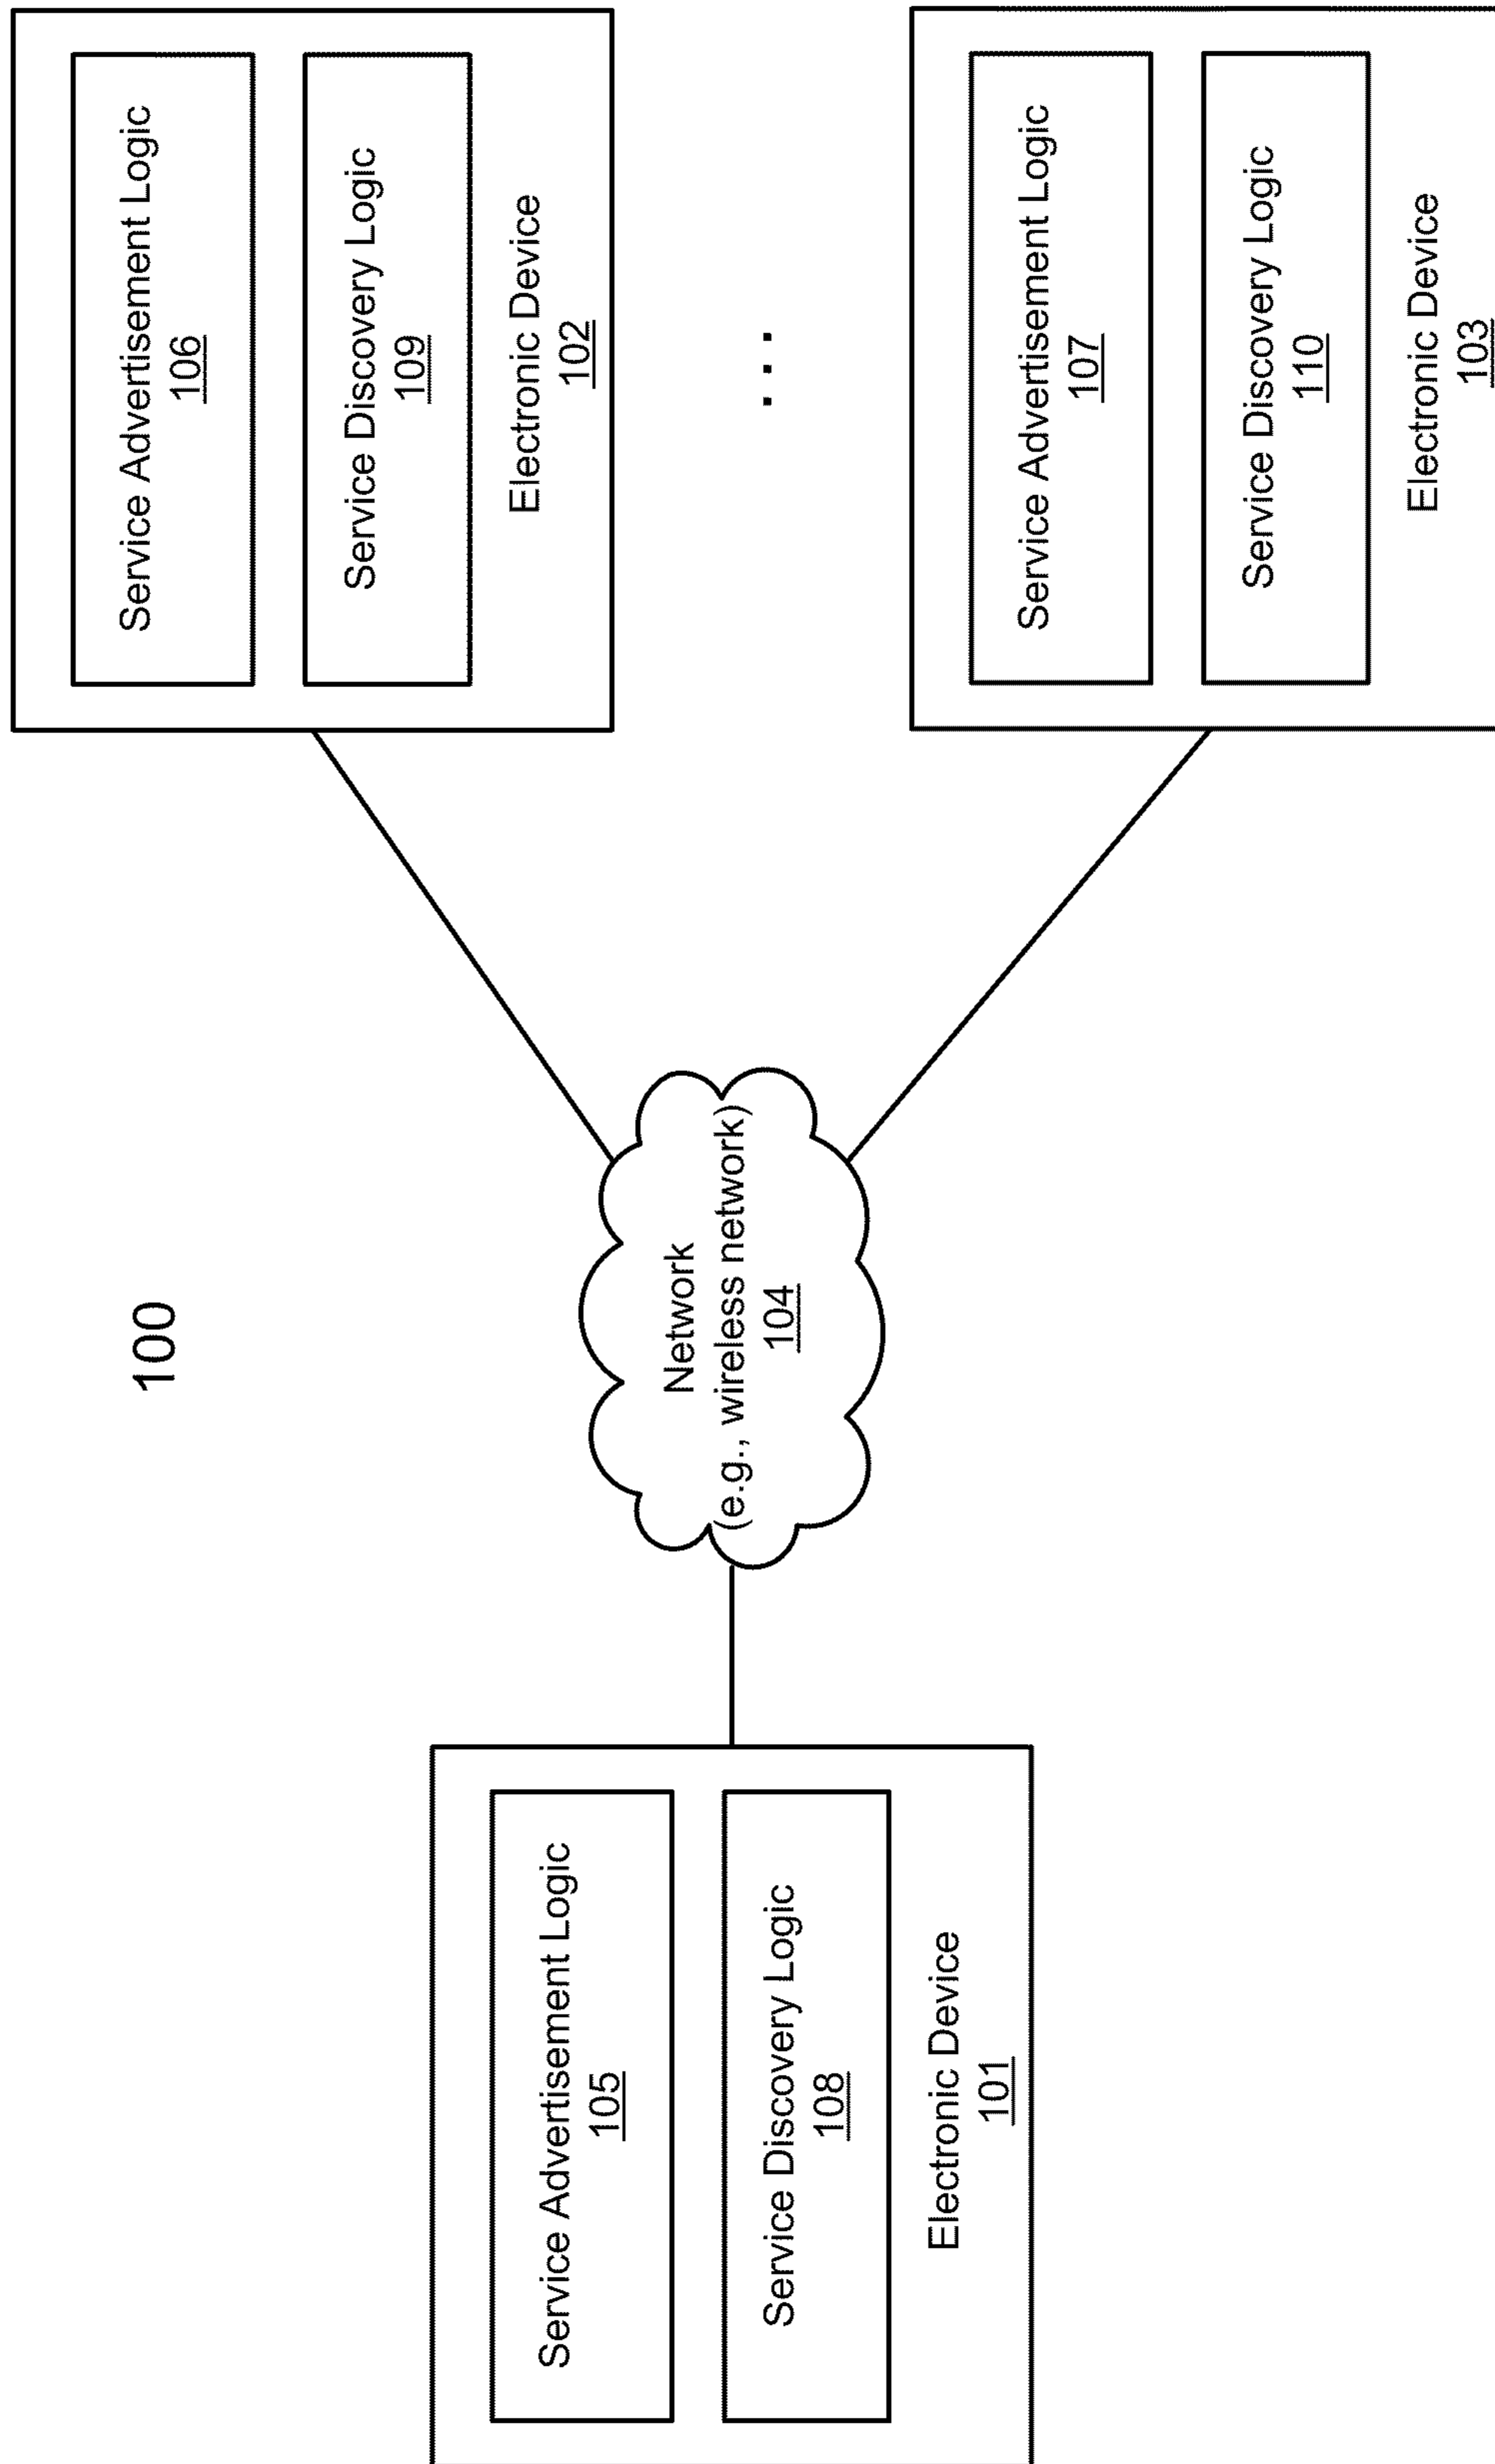 100
Service Advertisement Logic
105
Service Discovery Logic
108
Electronic Device
101
Network
(e.g., wireless network)
104
Service Advertisement Logic
106
Service Discovery Logic
109
Electronic Device
102
...
Service Advertisement Logic
107
Service Discovery Logic
110
Electronic Device
103